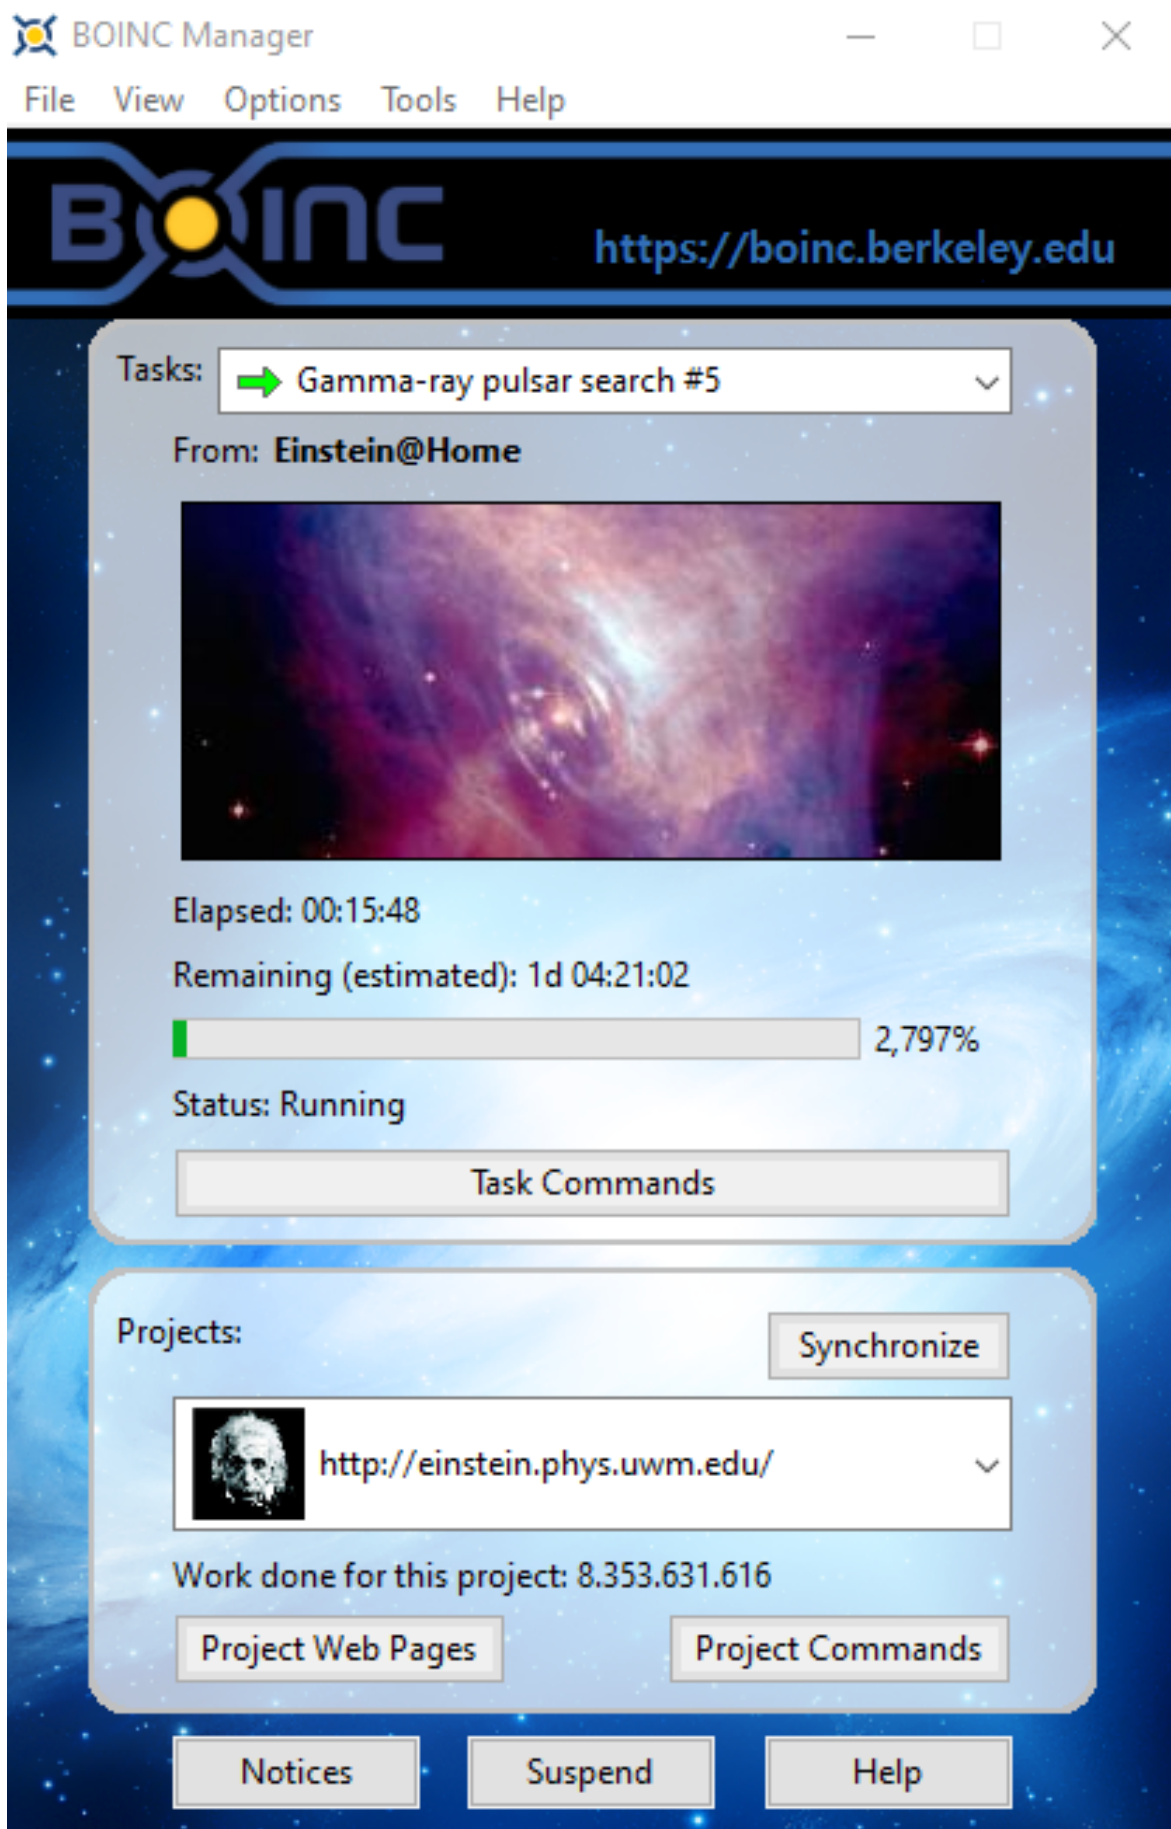 BOINC Manager
File View Options Tools Help
BOINC
https://boinc.berkeley.edu
Tasks: Gamma-ray pulsar search #5
From: Einstein@Home
Elapsed: 00:15:48
Remaining (estimated): 1d 04:21:02
2,797%
Status: Running
Task Commands
Projects: Synchronize
http://einstein.phys.uwm.edu/
Work done for this project: 8.353.631.616
Project Web Pages Project Commands
Notices Suspend Help